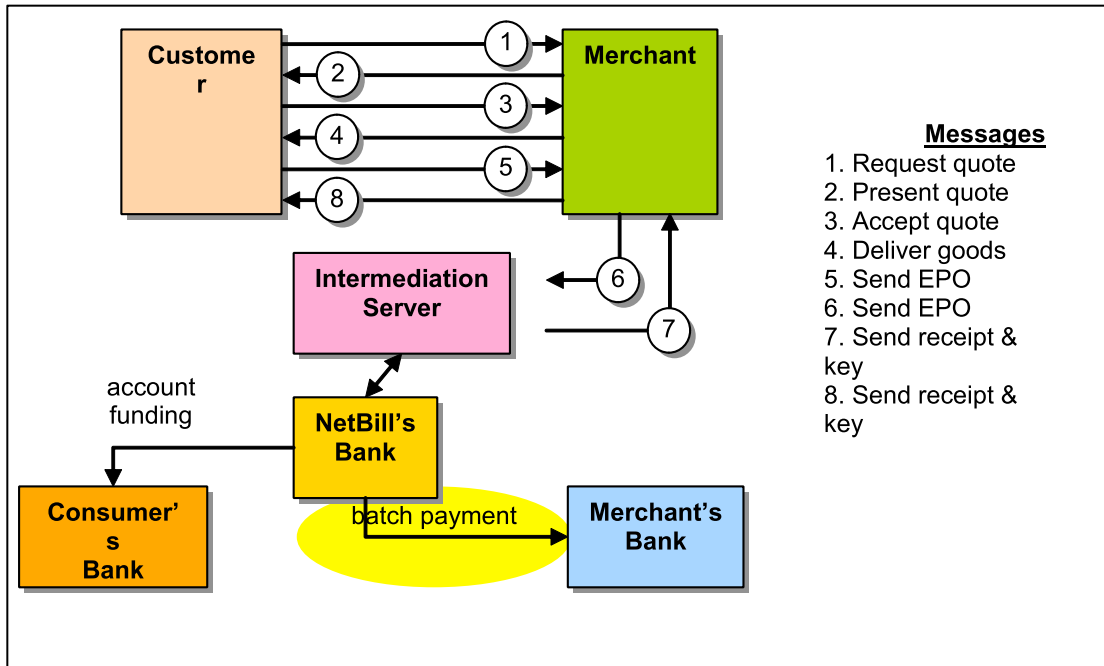 Custome
r
1
2
3
4
5
8
Merchant
Intermediation
Server
6
7
account
funding
NetBill’s
Bank
Consumer’
s
Bank
batch payment
Merchant’s
Bank
Messages
1. Request quote
2. Present quote
3. Accept quote
4. Deliver goods
5. Send EPO
6. Send EPO
7. Send receipt &
key
8. Send receipt &
key